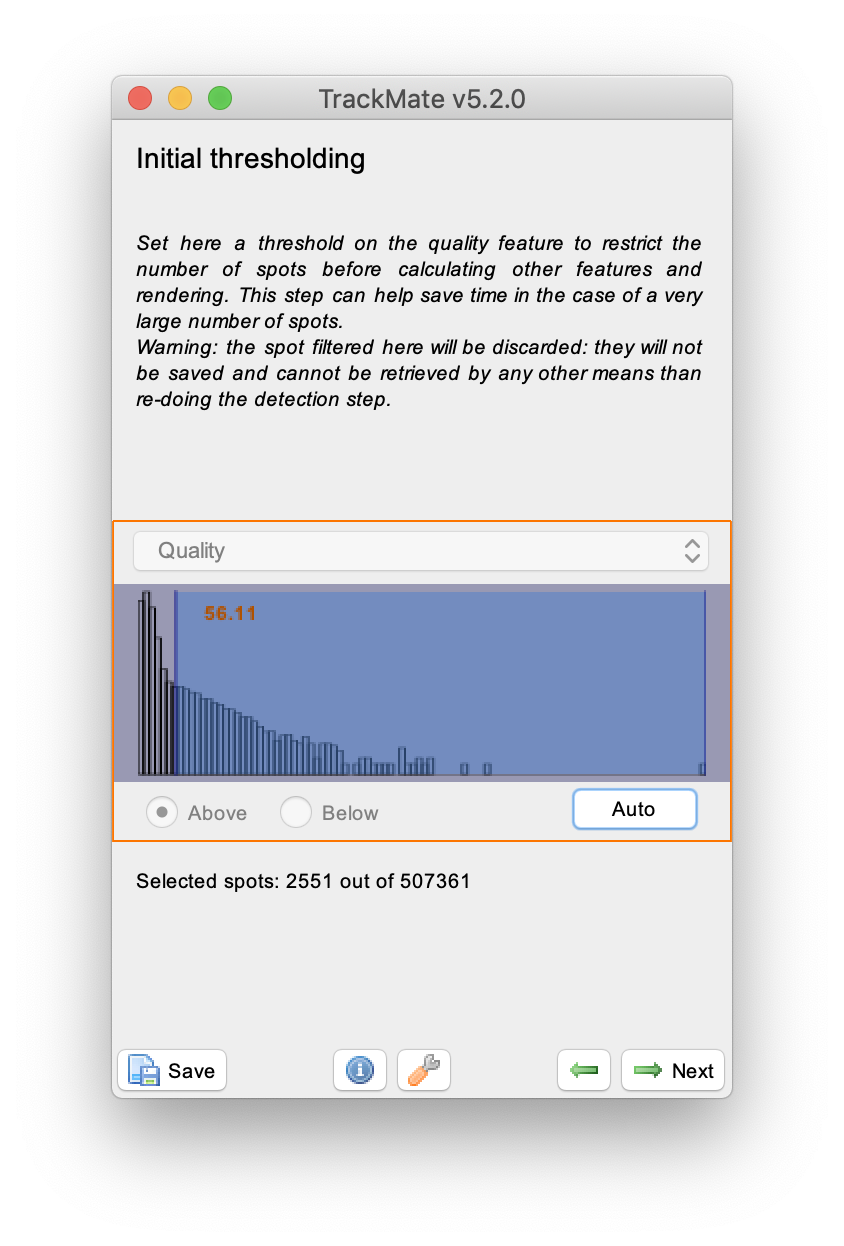 TrackMate v5.2.0
Initial thresholding
Set here a threshold on the quality feature to restrict the
number of spots before calculating other features and
rendering. This step can help save time in the case of a very
large number of spots.
Warning: the spot filtered here will be discarded: they will not
be saved and cannot be retrieved by any other means than
re-doing the detection step.
Quality
56.11
Above Below Auto
Selected spots: 2551 out of 507361
Save Next